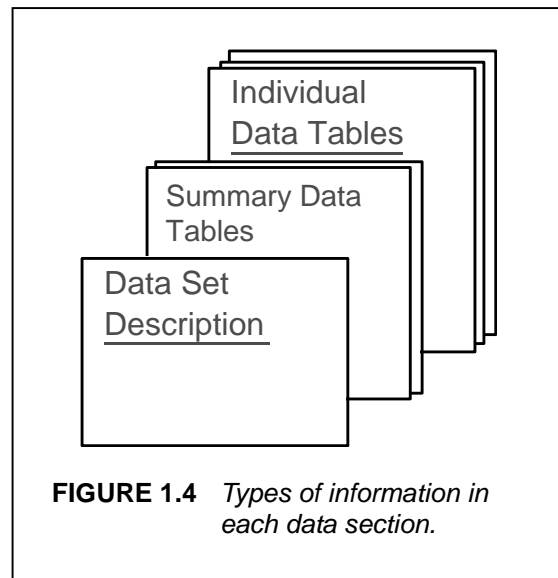 Individual
Data Tables
Summary Data
Tables
Data Set
Description
FIGURE 1.4 Types of information in
each data section.